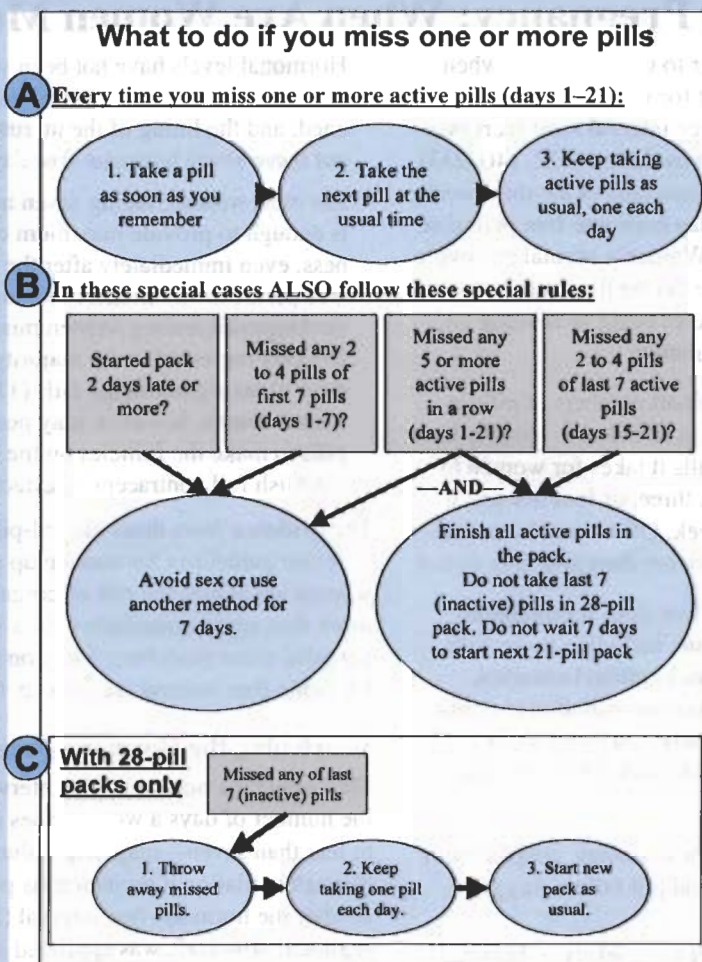 Pregnancy: When Are Women
What to do if you miss one or more pills
A
Every time you miss one or more active pills (days 1–21):
1. Take a pill
as soon as you
remember
2. Take the
next pill at the
usual time
3. Keep taking
active pills as
usual, one each
day
B
In these special cases ALSO follow these special rules:
Started pack
2 days late or
more?
Missed any 2
to 4 pills of
first 7 pills
(days 1-7)?
Missed any
5 or more
active pills
in a row
(days 1-21)?
Missed any
2 to 4 pills
of last 7 active
pills
(days 15-21)?
—AND—
Avoid sex or use
another method for
7 days.
Finish all active pills in
the pack.
Do not take last 7
(inactive) pills in 28-pill
pack. Do not wait 7 days
to start next 21-pill pack
C
With 28-pill
packs only
Missed any of last
7 (inactive) pills
1. Throw
away missed
pills.
2. Keep
taking one pill
each day.
3. Start new
pack as
usual.